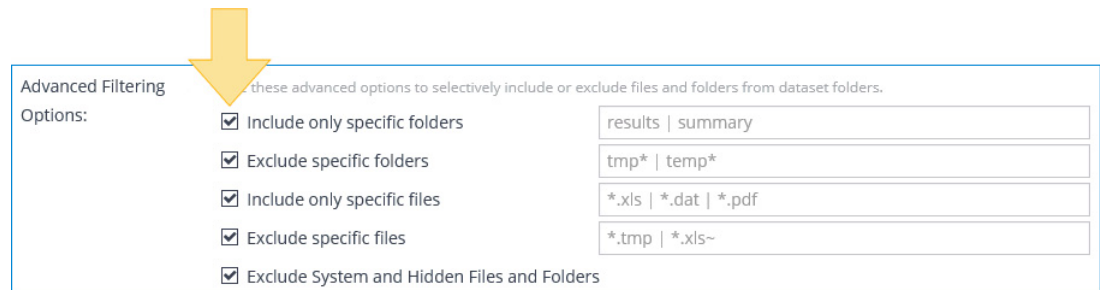 Advanced Filtering Options:
these advanced options to selectively include or exclude files and folders from dataset folders.
Include only specific folders results | summary
Exclude specific folders tmp* | temp*
Include only specific files *.xls | *.dat | *.pdf
Exclude specific files *.tmp | *.xls~
Exclude System and Hidden Files and Folders